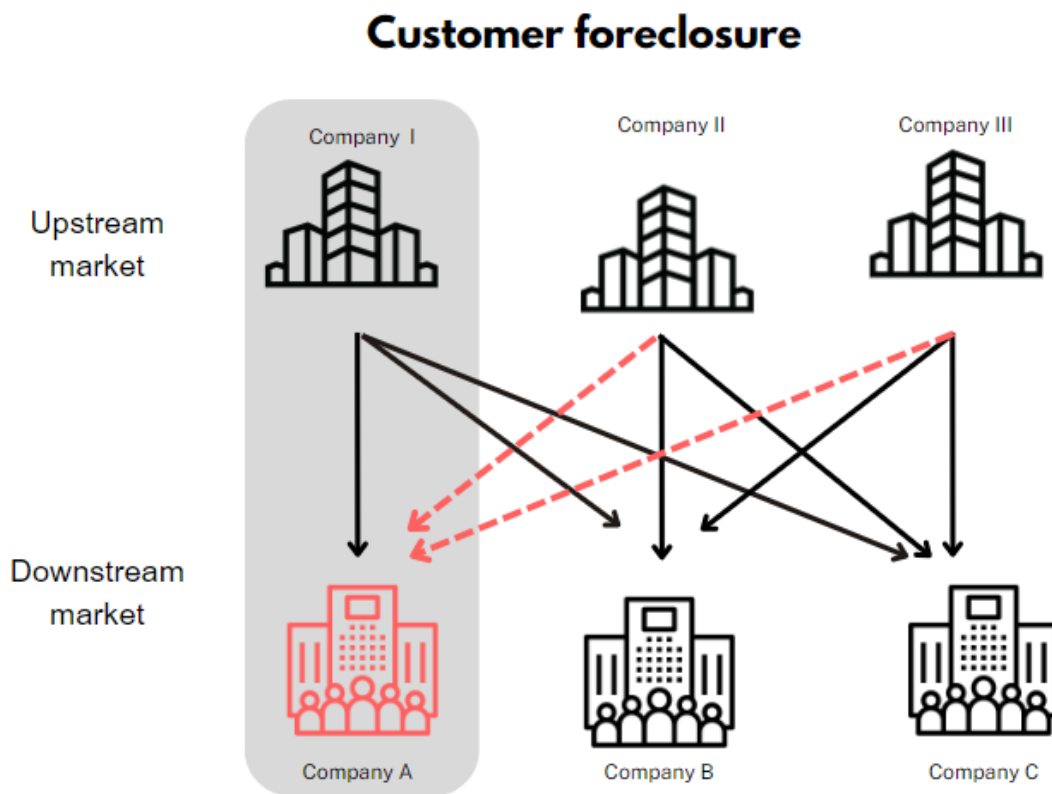 Customer foreclosure
Company I
Company II
Company III
Upstream
market
Downstream
market
Company A
Company B
Company C